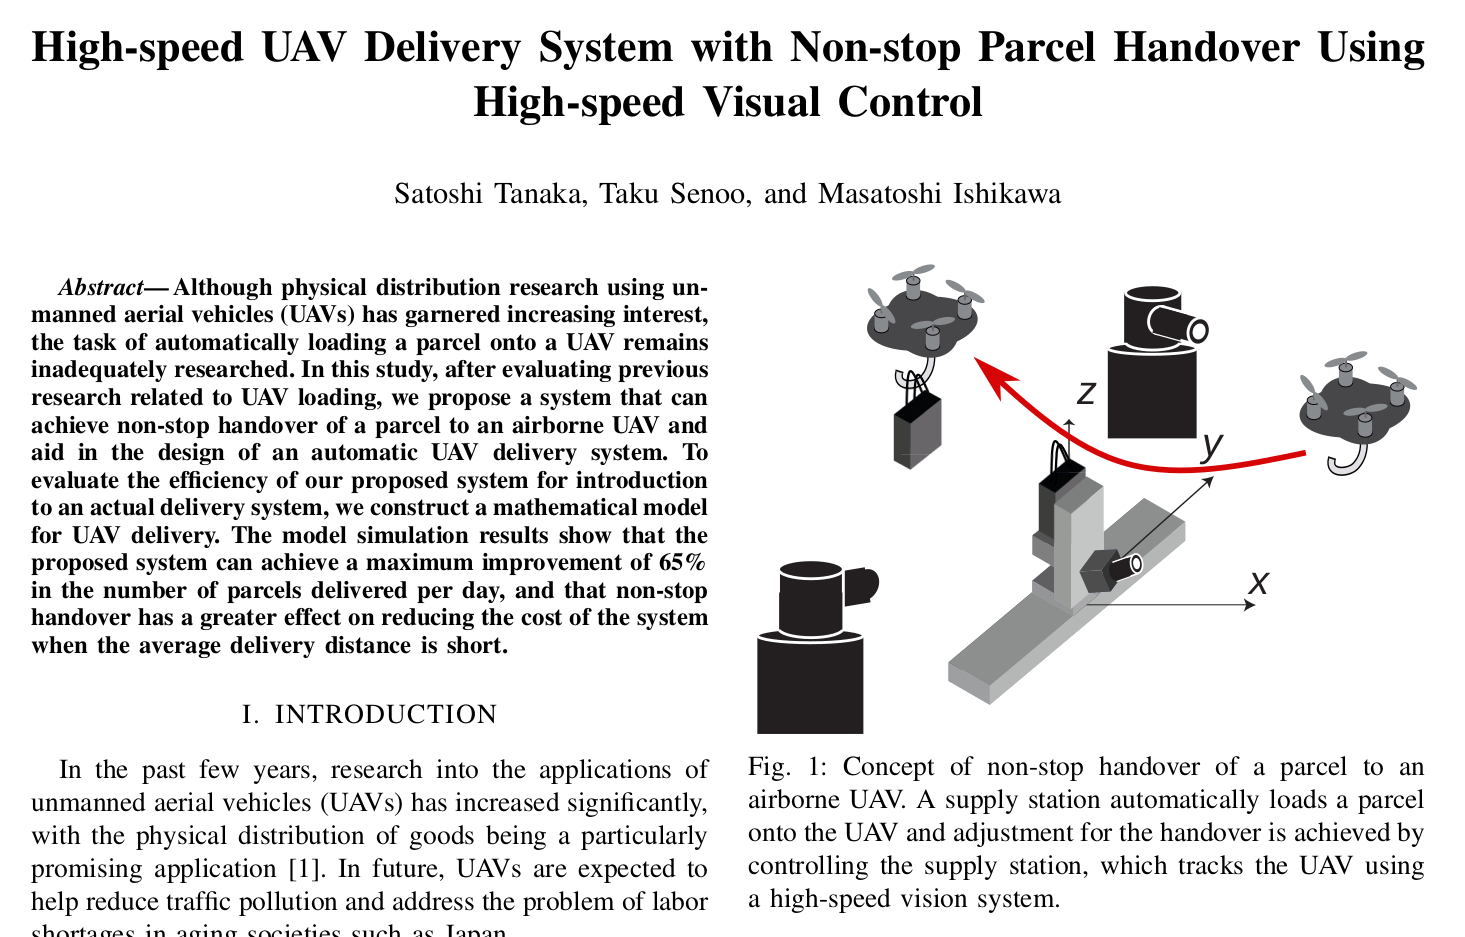 High-speed UAV Delivery System with Non-stop Parcel Handover Using
High-speed Visual Control
Satoshi Tanaka, Taku Senoo, and Masatoshi Ishikawa
Abstract— Although physical distribution research using un-
manned aerial vehicles (UAVs) has garnered increasing interest,
the task of automatically loading a parcel onto a UAV remains
inadequately researched. In this study, after evaluating previous
research related to UAV loading, we propose a system that can
achieve non-stop handover of a parcel to an airborne UAV and
aid in the design of an automatic UAV delivery system. To
evaluate the efficiency of our proposed system for introduction
to an actual delivery system, we construct a mathematical model
for UAV delivery. The model simulation results show that the
proposed system can achieve a maximum improvement of 65%
in the number of parcels delivered per day, and that non-stop
handover has a greater effect on reducing the cost of the system
when the average delivery distance is short.
I. INTRODUCTION
In the past few years, research into the applications of
unmanned aerial vehicles (UAVs) has increased significantly,
with the physical distribution of goods being a particularly
promising application [1]. In future, UAVs are expected to
help reduce traffic pollution and address the problem of labor
shortages in aging societies such as Japan.
z
y
x
Fig. 1: Concept of non-stop handover of a parcel to an
airborne UAV. A supply station automatically loads a parcel
onto the UAV and adjustment for the handover is achieved by
controlling the supply station, which tracks the UAV using
a high-speed vision system.